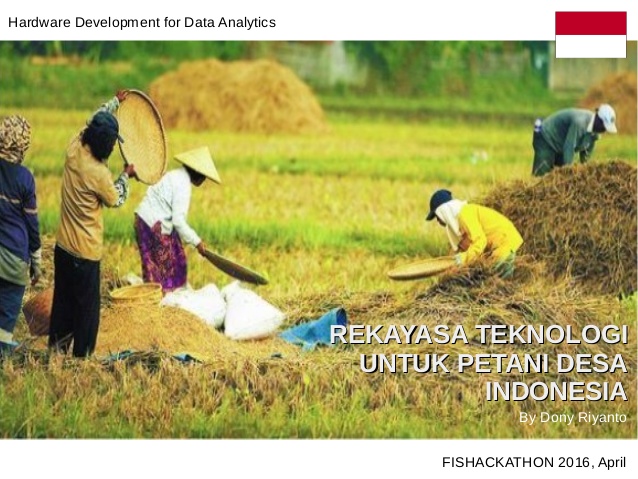 Hardware Development for Data Analytics
REKAYASA TEKNOLOGI
UNTUK PETANI DESA
INDONESIA
By Dony Riyanto
FISHACKATHON 2016, April